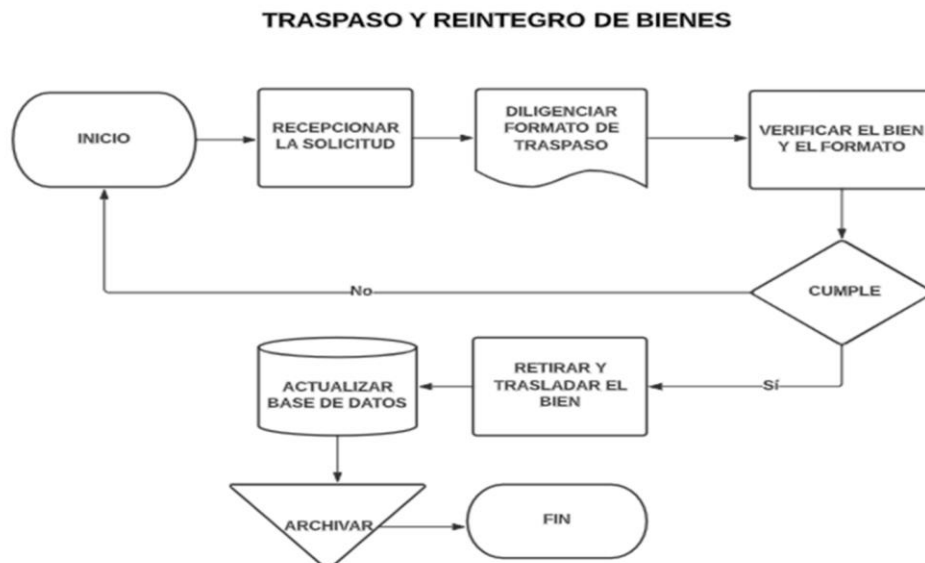 TRASPASO Y REINTEGRO DE BIENES
INICIO
RECEPCIONAR
LA SOLICITUD
DILIGENCIAR
FORMATO DE
TRASPASO
VERIFICAR EL BIEN
Y EL FORMATO
No
CUMPLE
ACTUALIZAR
BASE DE DATOS
RETIRAR Y
TRASLADAR EL
BIEN
Sí
ARCHIVAR
FIN